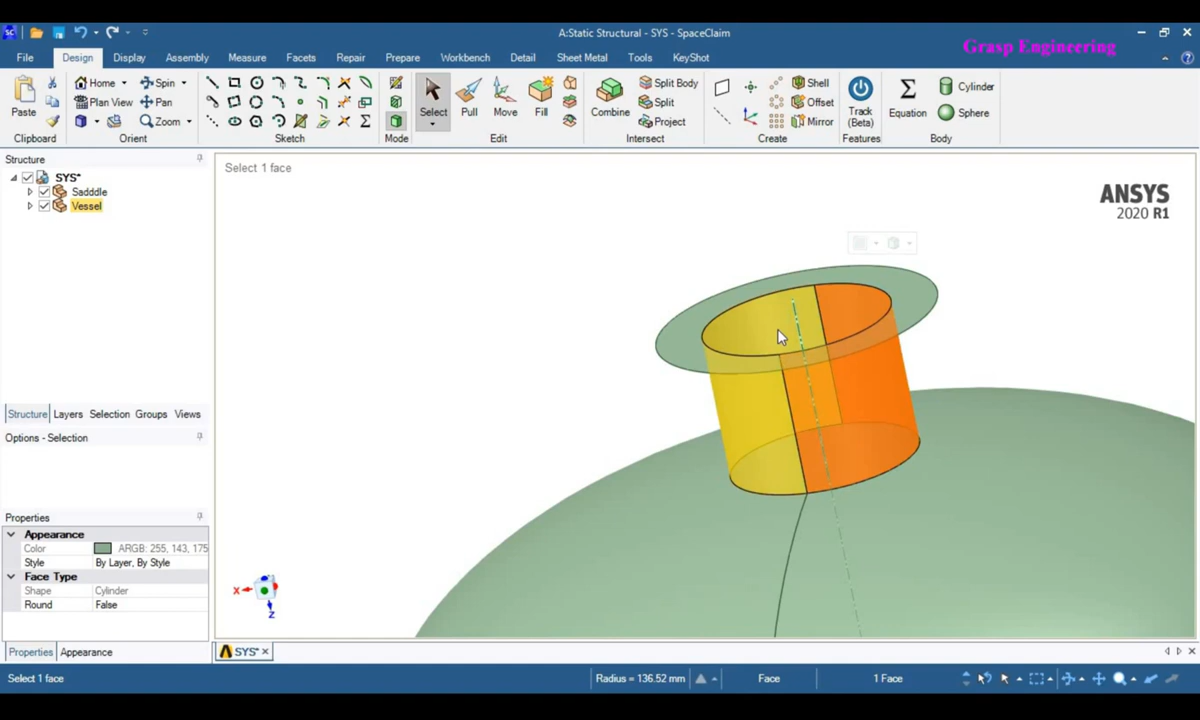 A:Static Structural - SYS - SpaceClaim
Grasp Engineering
File Design Display Assembly Measure Facets Repair Prepare Workbench Detail Sheet Metal Tools KeyShot
Home Spin Shell Split Body Cylinder
Plan View Pan Split Offset Sphere
Zoom Project Mirror
Paste Select Pull Move Fill Combine Track (Beta) Equation
Clipboard Orient Sketch Mode Edit Intersect Create Features Body
Structure
SYS*
Sadddle
Vessel
Select 1 face
ANSYS
2020 R1
Structure Layers Selection Groups Views
Options - Selection
Properties
Appearance
Color ARGB: 255, 143, 175
Style By Layer, By Style
Face Type
Shape Cylinder
Round False
X
Z
Properties Appearance
SYS*
Select 1 face Radius = 136.52 mm Face 1 Face